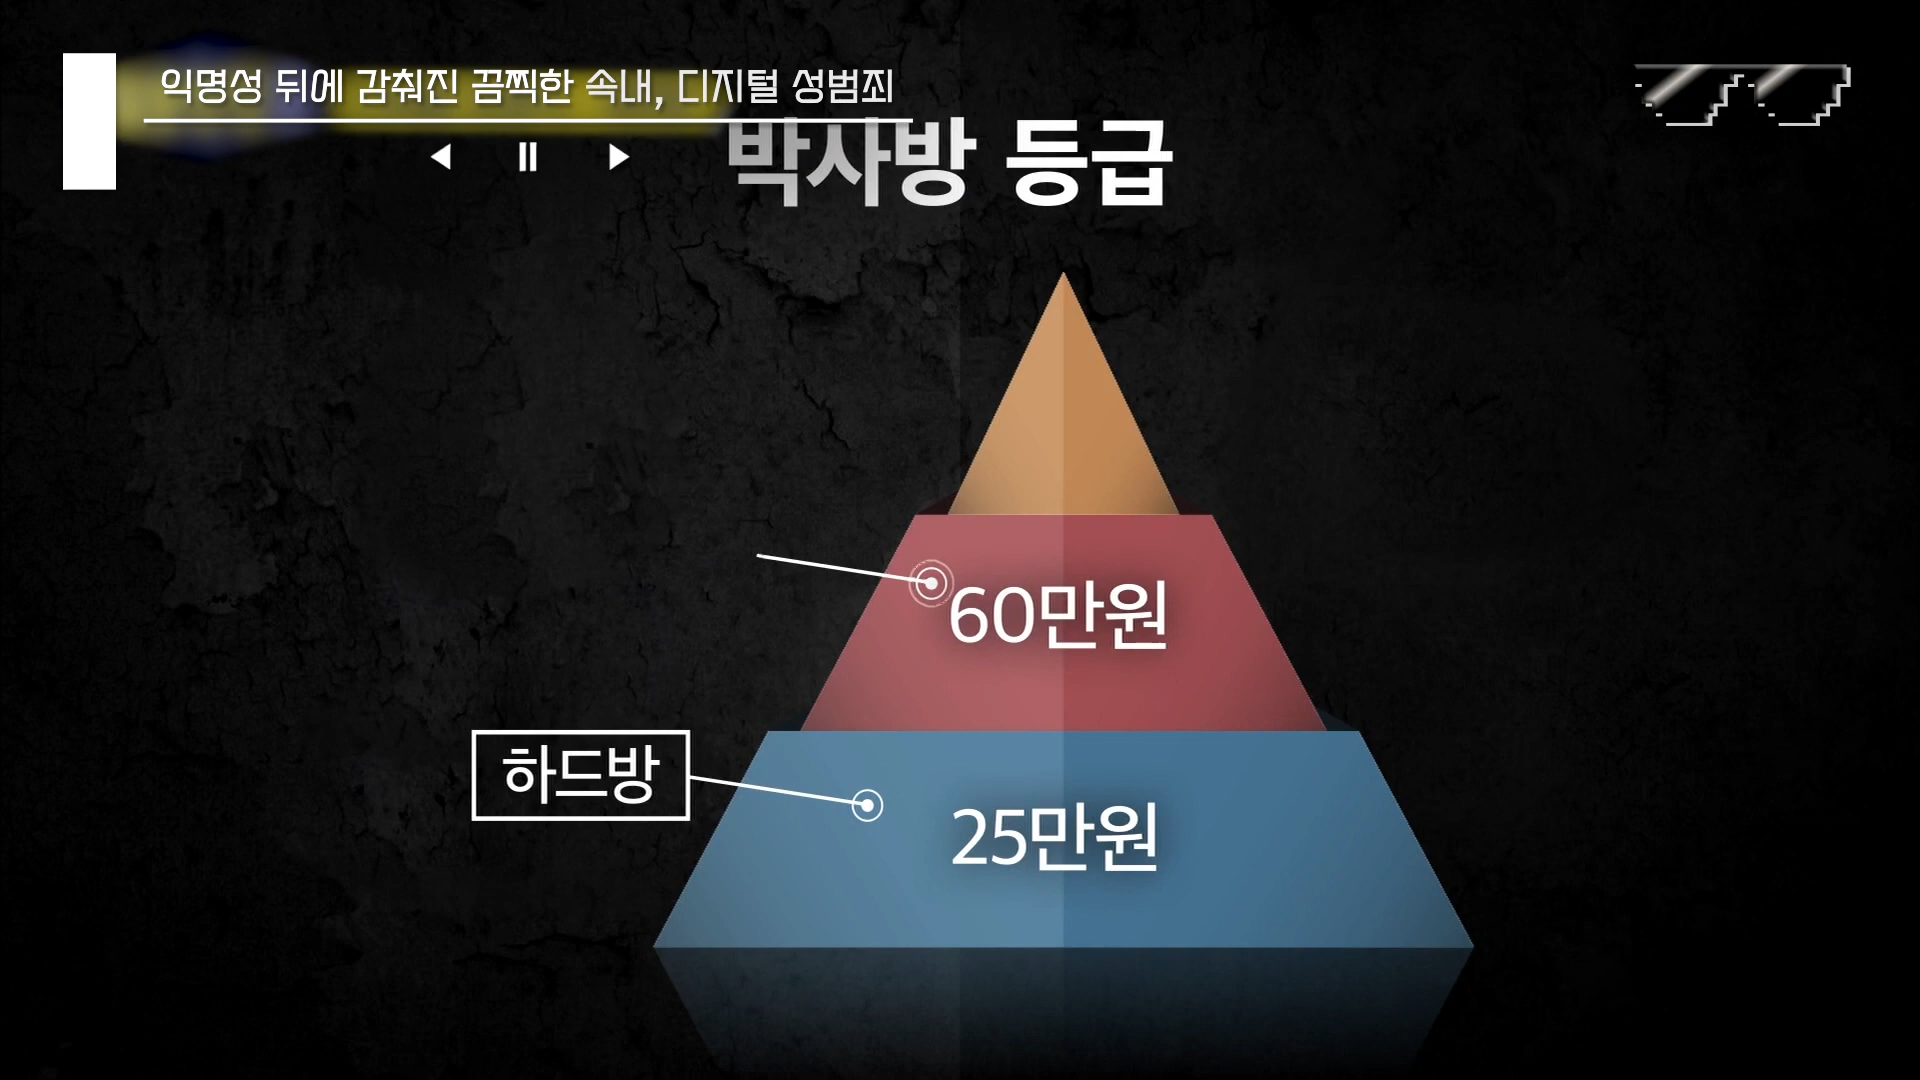 익명성 뒤에 감춰진 끔찍한 속내, 디지털 성범죄
박사방 등급
60만원
하드방
25만원